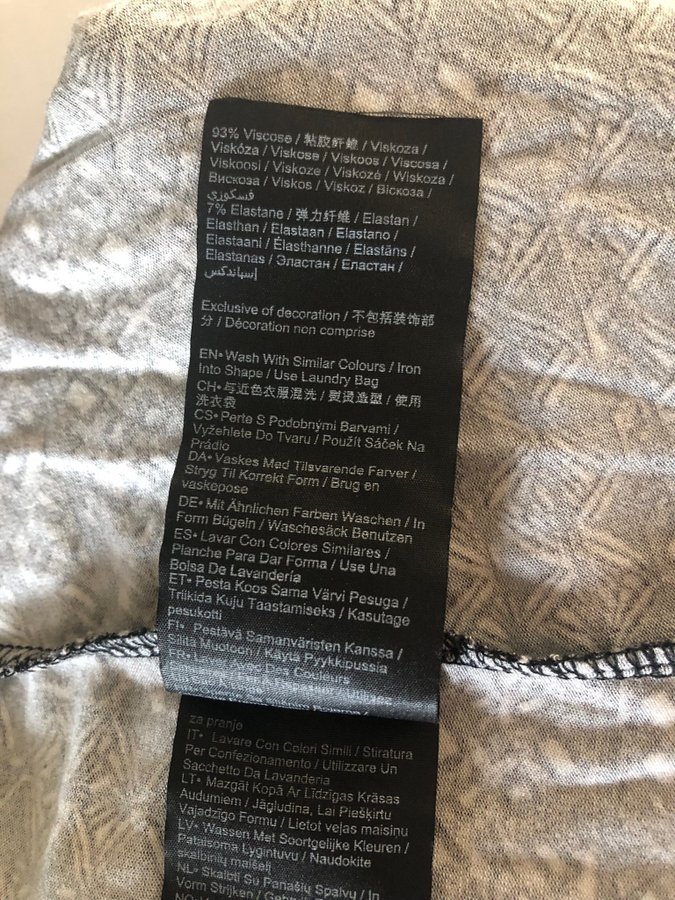 93% Viscose / 粘胶纤维 / Viskoza /
Viskóza / Viskose / Viskoos / Viscosa /
Viskoosi / Viskoze / Viskozė / Wiskoza /
Вискоза / Viskos / Viskoz / Віскоза /
فسكوزي
7% Elastane / 弹力纤维 / Elastan /
Elasthan / Elastaan / Elastano /
Elastaani / Élasthanne / Elastāns /
Elastanas / Эластан / Еластан /
إسباندكس
Exclusive of decoration / 不包括装饰部
分 / Décoration non comprise
EN• Wash With Similar Colours / Iron
Into Shape / Use Laundry Bag
CH• 与近色衣服混洗 / 熨烫造型 / 使用
洗衣袋
CS• Perte S Podobnými Barvami /
Vyžehlete Do Tvaru / Použít Sáček Na
Prádlo
DA• Vaskes Med Tilsvarende Farver /
Stryg Til Korrekt Form / Brug en
vaskepose
DE• Mit Ähnlichen Farben Waschen / In
Form Bügeln / Waschesäck Benutzen
ES• Lavar Con Colores Similares /
Planche Para Dar Forma / Use Una
Bolsa De Lavandería
ET• Pesta Koos Sama Värvi Pesuga /
Triikida Kuju Taastamiseks / Kasutage
pesukotti
FI• Pestävä Samanväristen Kanssa /
Silitä Muotoon / Käytä Pyykkipussia
FR• Laver Avec Des Couleurs
za pranje
IT• Lavare Con Colori Simili / Stiratura
Per Confezionamento / Utilizzare Un
Sacchetto Da Lavanderia
LT• Mazgāt Kopā Ar Līdzīgas Krāsas
Audumiem / Jāgludina, Lai Piešķirtu
Vajadzīgo Formu / Lietot veļas maisiņu
LV• Wassen Met Soortgelijke Kleuren /
Pataisoma Lygintuvu / Naudokite
skalbinių maišelį
NL• Skalbti Su Panašių Spalvų / In
Vorm Strijken /